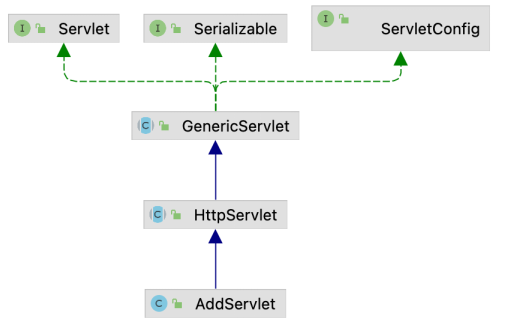 I Servlet
I Serializable
I ServletConfig
C GenericServlet
C HttpServlet
C AddServlet